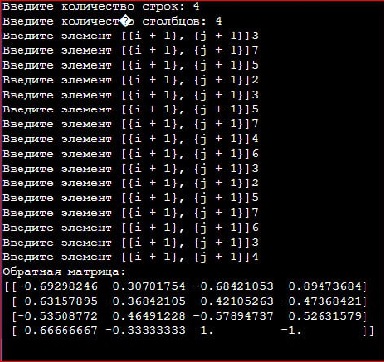 Введите количество строк: 4
Введите количеств� столбцов: 4
Введите элемент [{i + 1}, {j + 1}]3
Введите элемент [{i + 1}, {j + 1}]7
Введите элемент [{i + 1}, {j + 1}]5
Введите элемент [{i + 1}, {j + 1}]2
Введите элемент [{i + 1}, {j + 1}]3
Введите элемент [{i + 1}, {j + 1}]5
Введите элемент [{i + 1}, {j + 1}]7
Введите элемент [{i + 1}, {j + 1}]4
Введите элемент [{i + 1}, {j + 1}]6
Введите элемент [{i + 1}, {j + 1}]3
Введите элемент [{i + 1}, {j + 1}]2
Введите элемент [{i + 1}, {j + 1}]5
Введите элемент [{i + 1}, {j + 1}]7
Введите элемент [{i + 1}, {j + 1}]6
Введите элемент [{i + 1}, {j + 1}]3
Введите элемент [{i + 1}, {j + 1}]4
Обратная матрица:
[[-0.69298246 0.30701754 -0.68421053 0.89473684]
[ 0.63157895 -0.36842105 0.42105263 -0.47368421]
[-0.53508772 0.46491228 -0.57894737 0.52631579]
[ 0.66666667 -0.33333333 1. -1. ]]